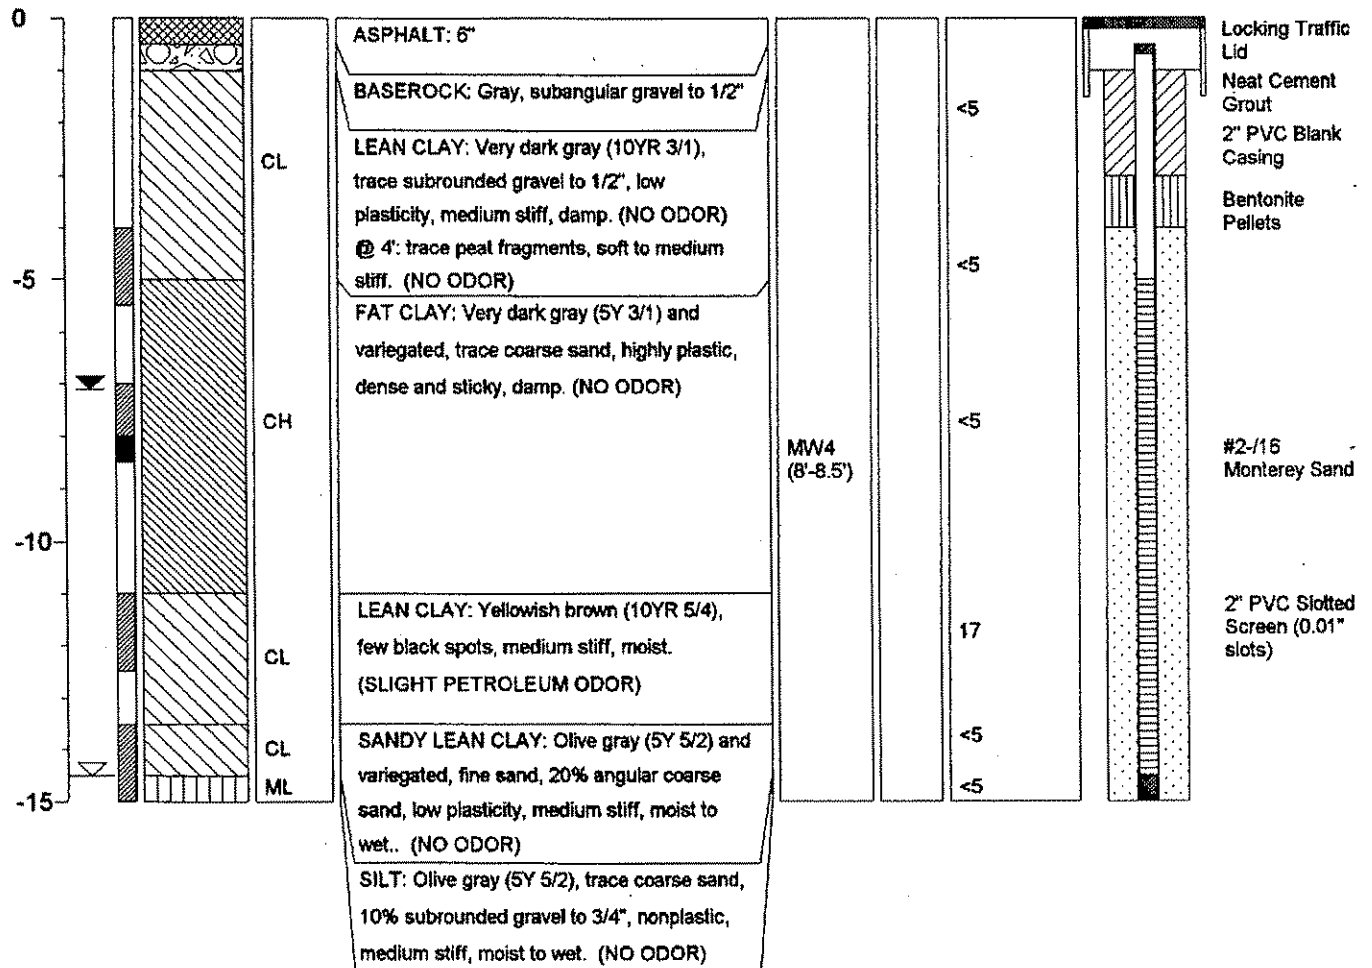 0
-5
-10
-15
CL
CH
CL
CL
ML
ASPHALT: 6"
BASEROCK: Gray, subangular gravel to 1/2"
LEAN CLAY: Very dark gray (10YR 3/1),
trace subrounded gravel to 1/2", low
plasticity, medium stiff, damp. (NO ODOR)
@ 4': trace peat fragments, soft to medium
stiff. (NO ODOR)
FAT CLAY: Very dark gray (5Y 3/1) and
variegated, trace coarse sand, highly plastic,
dense and sticky, damp. (NO ODOR)
LEAN CLAY: Yellowish brown (10YR 5/4),
few black spots, medium stiff, moist.
(SLIGHT PETROLEUM ODOR)
SANDY LEAN CLAY: Olive gray (5Y 5/2) and
variegated, fine sand, 20% angular coarse
sand, low plasticity, medium stiff, moist to
wet.. (NO ODOR)
SILT: Olive gray (5Y 5/2), trace coarse sand,
10% subrounded gravel to 3/4", nonplastic,
medium stiff, moist to wet. (NO ODOR)
MW4
(8'-8.5')
<5
<5
<5
17
<5
<5
Locking Traffic
Lid
Neat Cement
Grout
2" PVC Blank
Casing
Bentonite
Pellets
#2-/16
Monterey Sand
2" PVC Slotted
Screen (0.01"
slots)